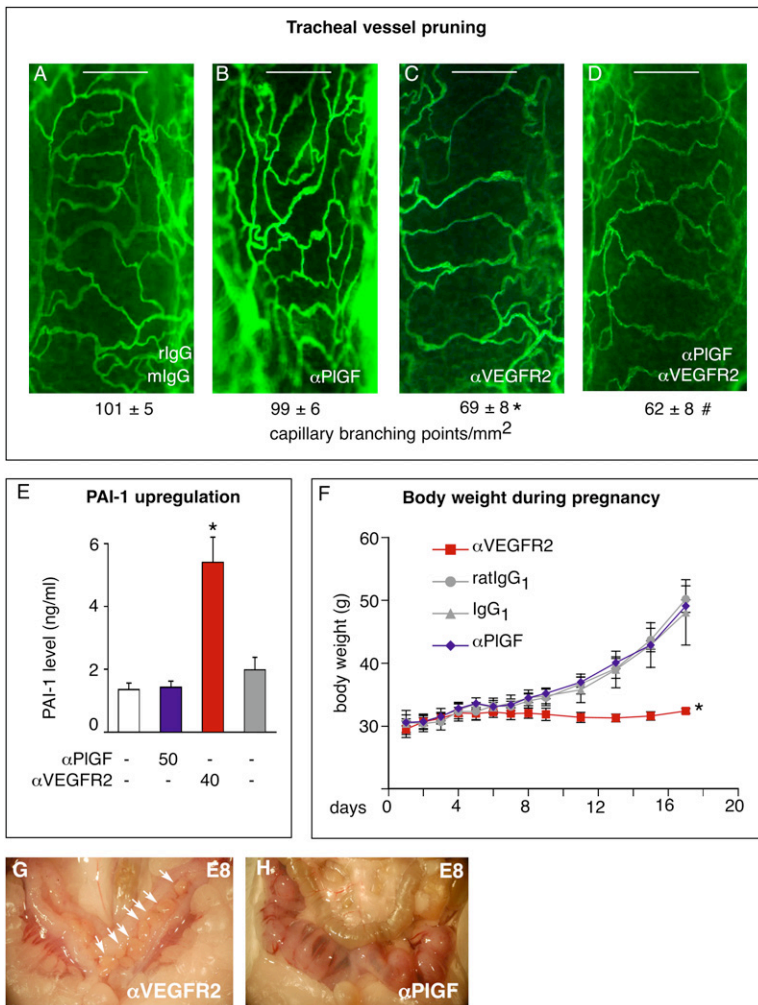 Tracheal vessel pruning
A B C D
rIgG
mIgG
αPlGF
αVEGFR2
αPlGF
αVEGFR2
101 ± 5 99 ± 6 69 ± 8 * 62 ± 8 #
capillary branching points/mm²
E
PAI-1 upregulation
PAI-1 level (ng/ml)
6
4
2
0
*
αPlGF - 50 - -
αVEGFR2 - - 40 -
F
Body weight during pregnancy
body weight (g)
60
50
40
30
20
αVEGFR2
ratIgG₁
IgG₁
αPlGF
*
days 0 4 8 12 16 20
G E8
αVEGFR2
H E8
αPlGF